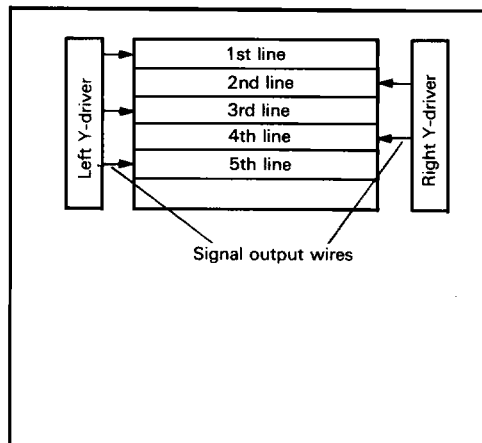 1st line
2nd line
3rd line
4th line
5th line
Left Y-driver
Right Y-driver
Signal output wires